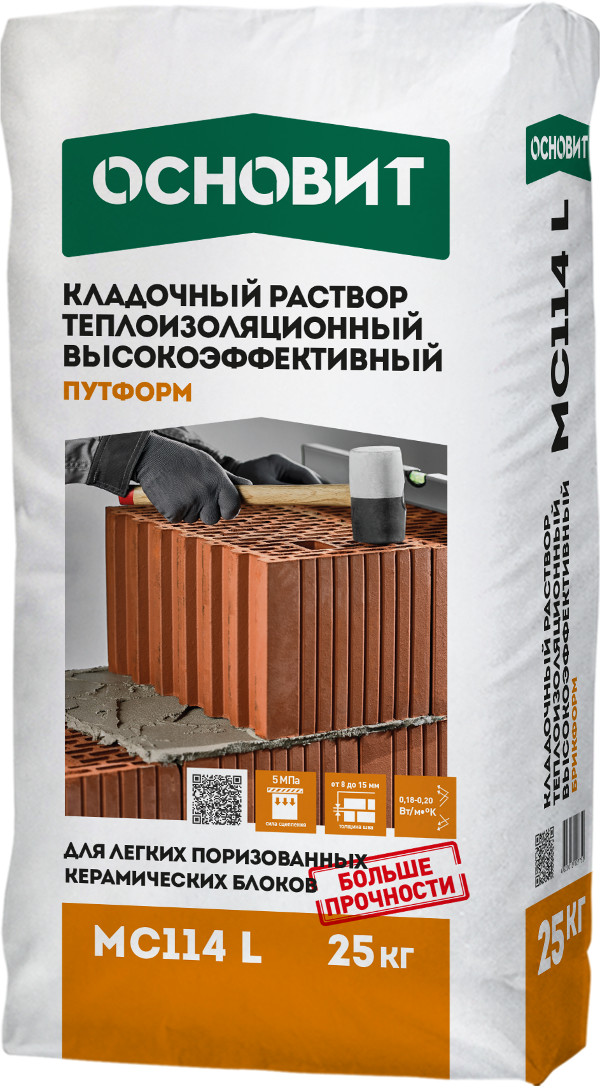 ОСНОВИТ
КЛАДОЧНЫЙ РАСТВОР
ТЕПЛОИЗОЛЯЦИОННЫЙ
ВЫСОКОЭФФЕКТИВНЫЙ
ПУТФОРМ
5 МПа
сила сцепления
от 8 до 15 мм
толщина шва
0,18-0,20
Вт/м•°К
ДЛЯ ЛЕГКИХ ПОРИЗОВАННЫХ
КЕРАМИЧЕСКИХ БЛОКОВ
БОЛЬШЕ
ПРОЧНОСТИ
МС114 L 25 КГ
ОСНОВИТ
МС114 L
КЛАДОЧНЫЙ РАСТВОР
ТЕПЛОИЗОЛЯЦИОННЫЙ
ВЫСОКОЭФФЕКТИВНЫЙ
БРИКФОРМ
25 КГ